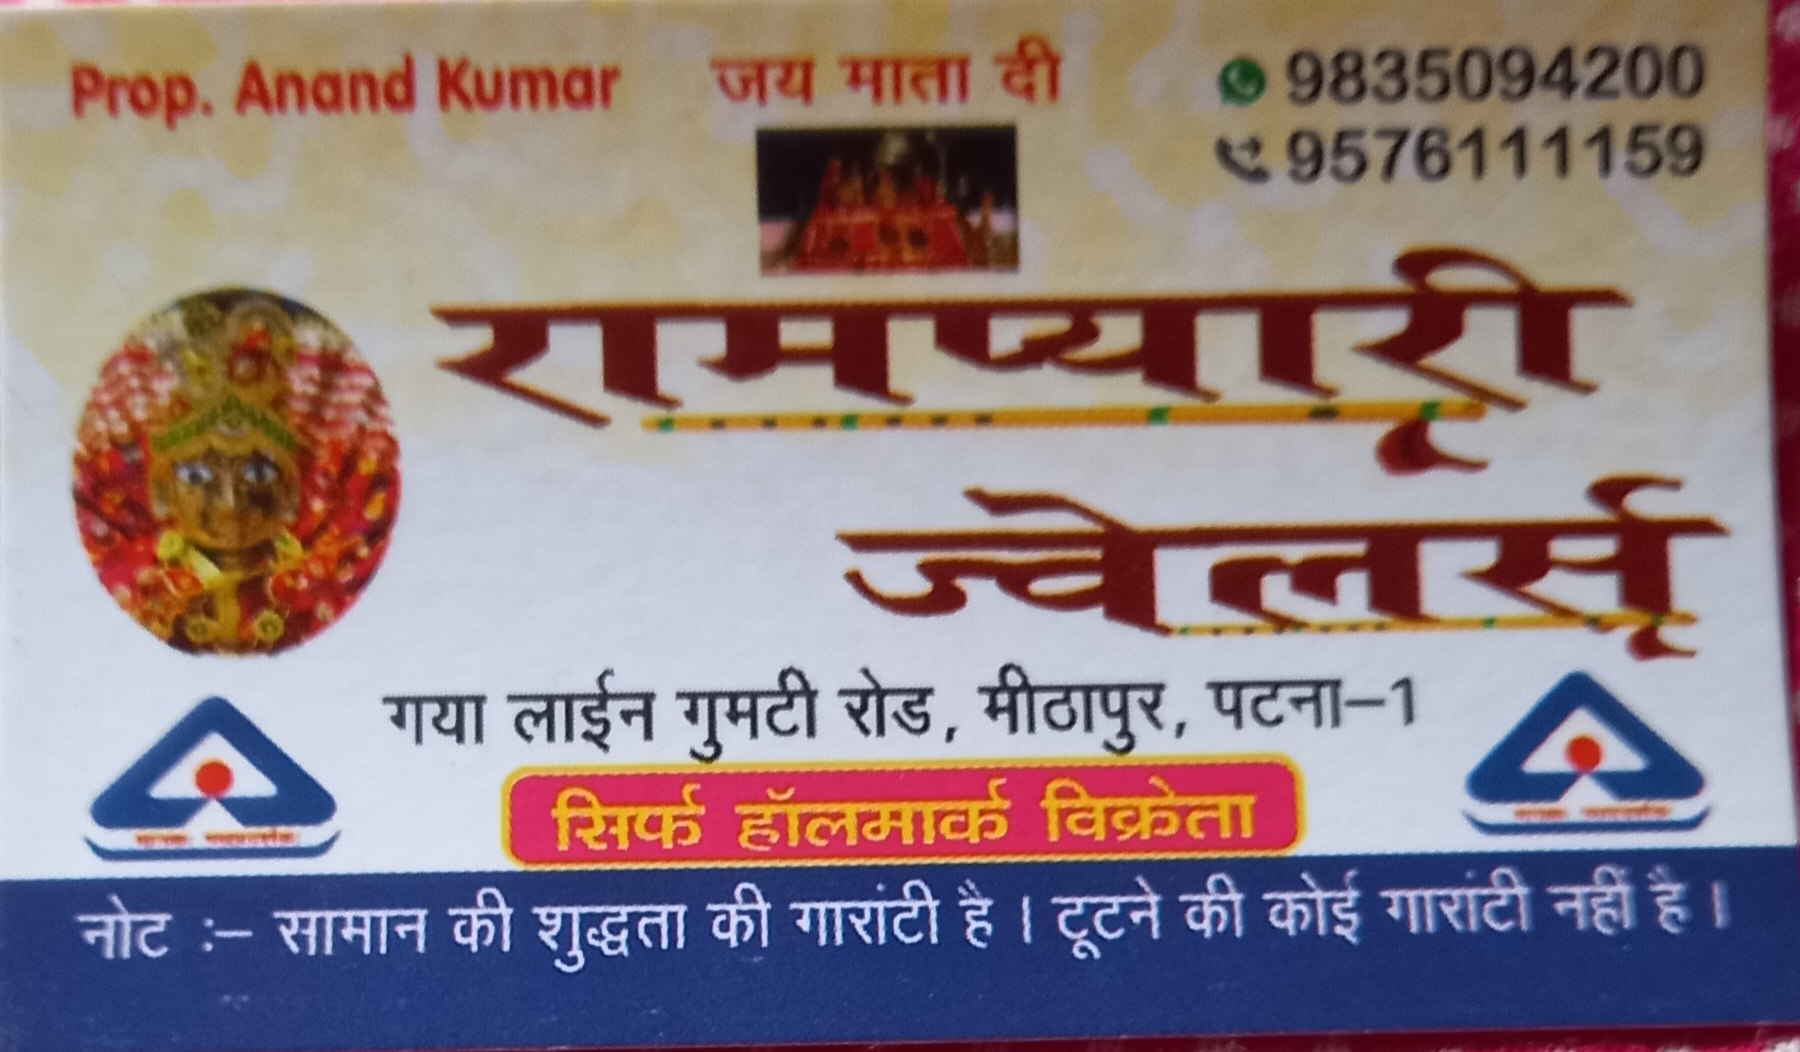 Prop. Anand Kumar
जय माता दी
9835094200
9576111159
रामप्यारी
ज्वेलर्स
गया लाईन गुमटी रोड, मीठापुर, पटना–1
सिर्फ हॉलमार्क विक्रेता
नोट :– सामान की शुद्धता की गारांटी है । टूटने की कोई गारांटी नहीं है ।